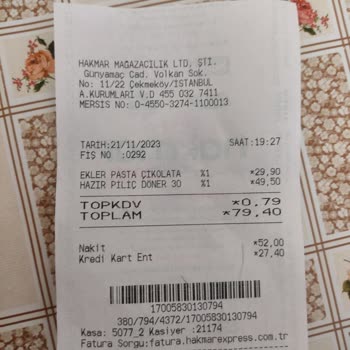 HAKMAR MAĞAZACILIK LTD. ŞTİ.
Günyamaç Cad. Volkan Sok.
No: 11/22 Çekmeköy/İSTANBUL
A.KURUMLARI V.D 455 032 7411
MERSIS NO: 0-4550-3274-1100013
TARİH:21/11/2023 SAAT:19:27
FİŞ NO :0292
EKLER PASTA ÇİKOLATA %1 *29,90
HAZIR PİLİÇ DÖNER 30 %1 *49,50
TOPKDV *0,79
TOPLAM *79,40
Nakit *52,00
Kredi Kart Ent *27,40
17005830130794
380/794/4372/17005830130794
Kasa: 5077_2 Kasiyer :21174
Fatura Sorgu:fatura.hakmarexpress.com.tr